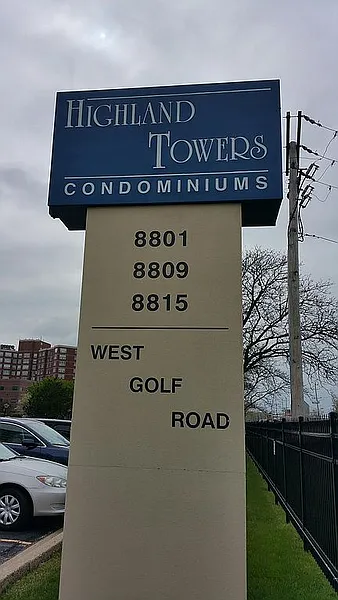 HIGHLAND
TOWERS
CONDOMINIUMS
8801
8809
8815
WEST
GOLF
ROAD